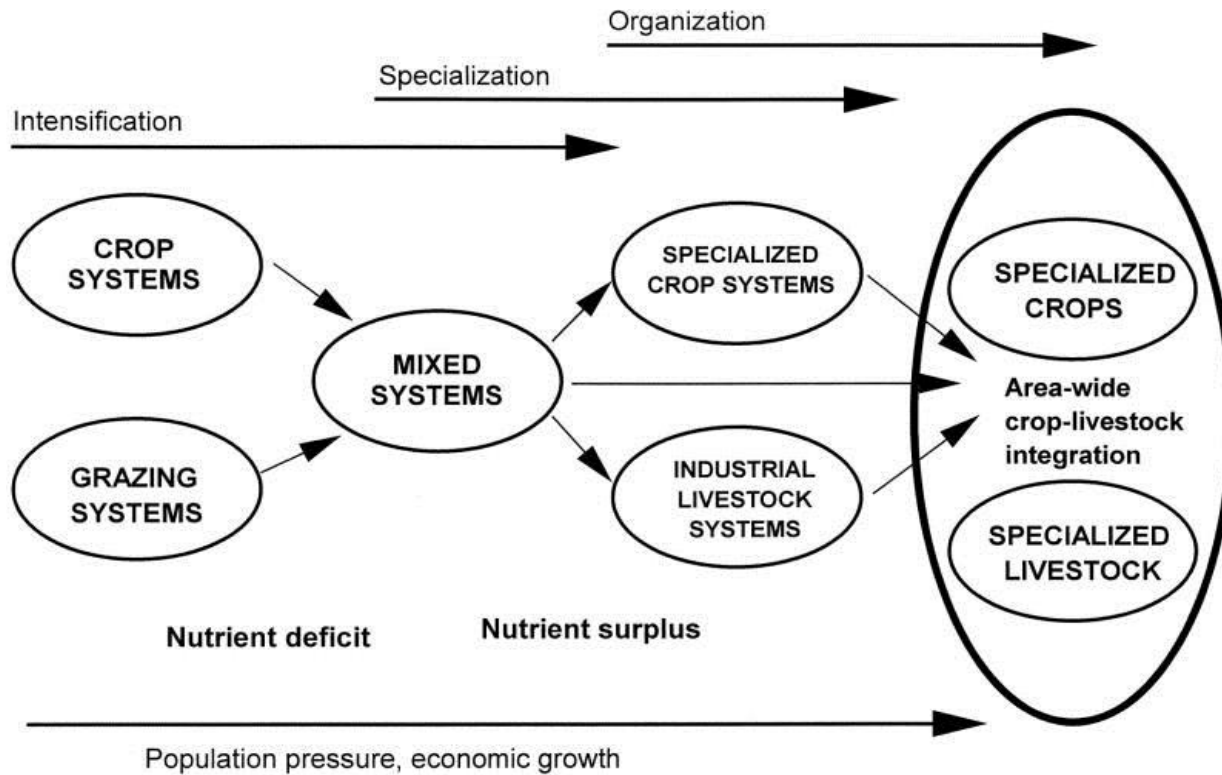 Organization
Specialization
Intensification
CROP
SYSTEMS
SPECIALIZED
CROP SYSTEMS
SPECIALIZED
CROPS
MIXED
SYSTEMS
Area-wide
crop-livestock
integration
GRAZING
SYSTEMS
INDUSTRIAL
LIVESTOCK
SYSTEMS
SPECIALIZED
LIVESTOCK
Nutrient deficit
Nutrient surplus
Population pressure, economic growth